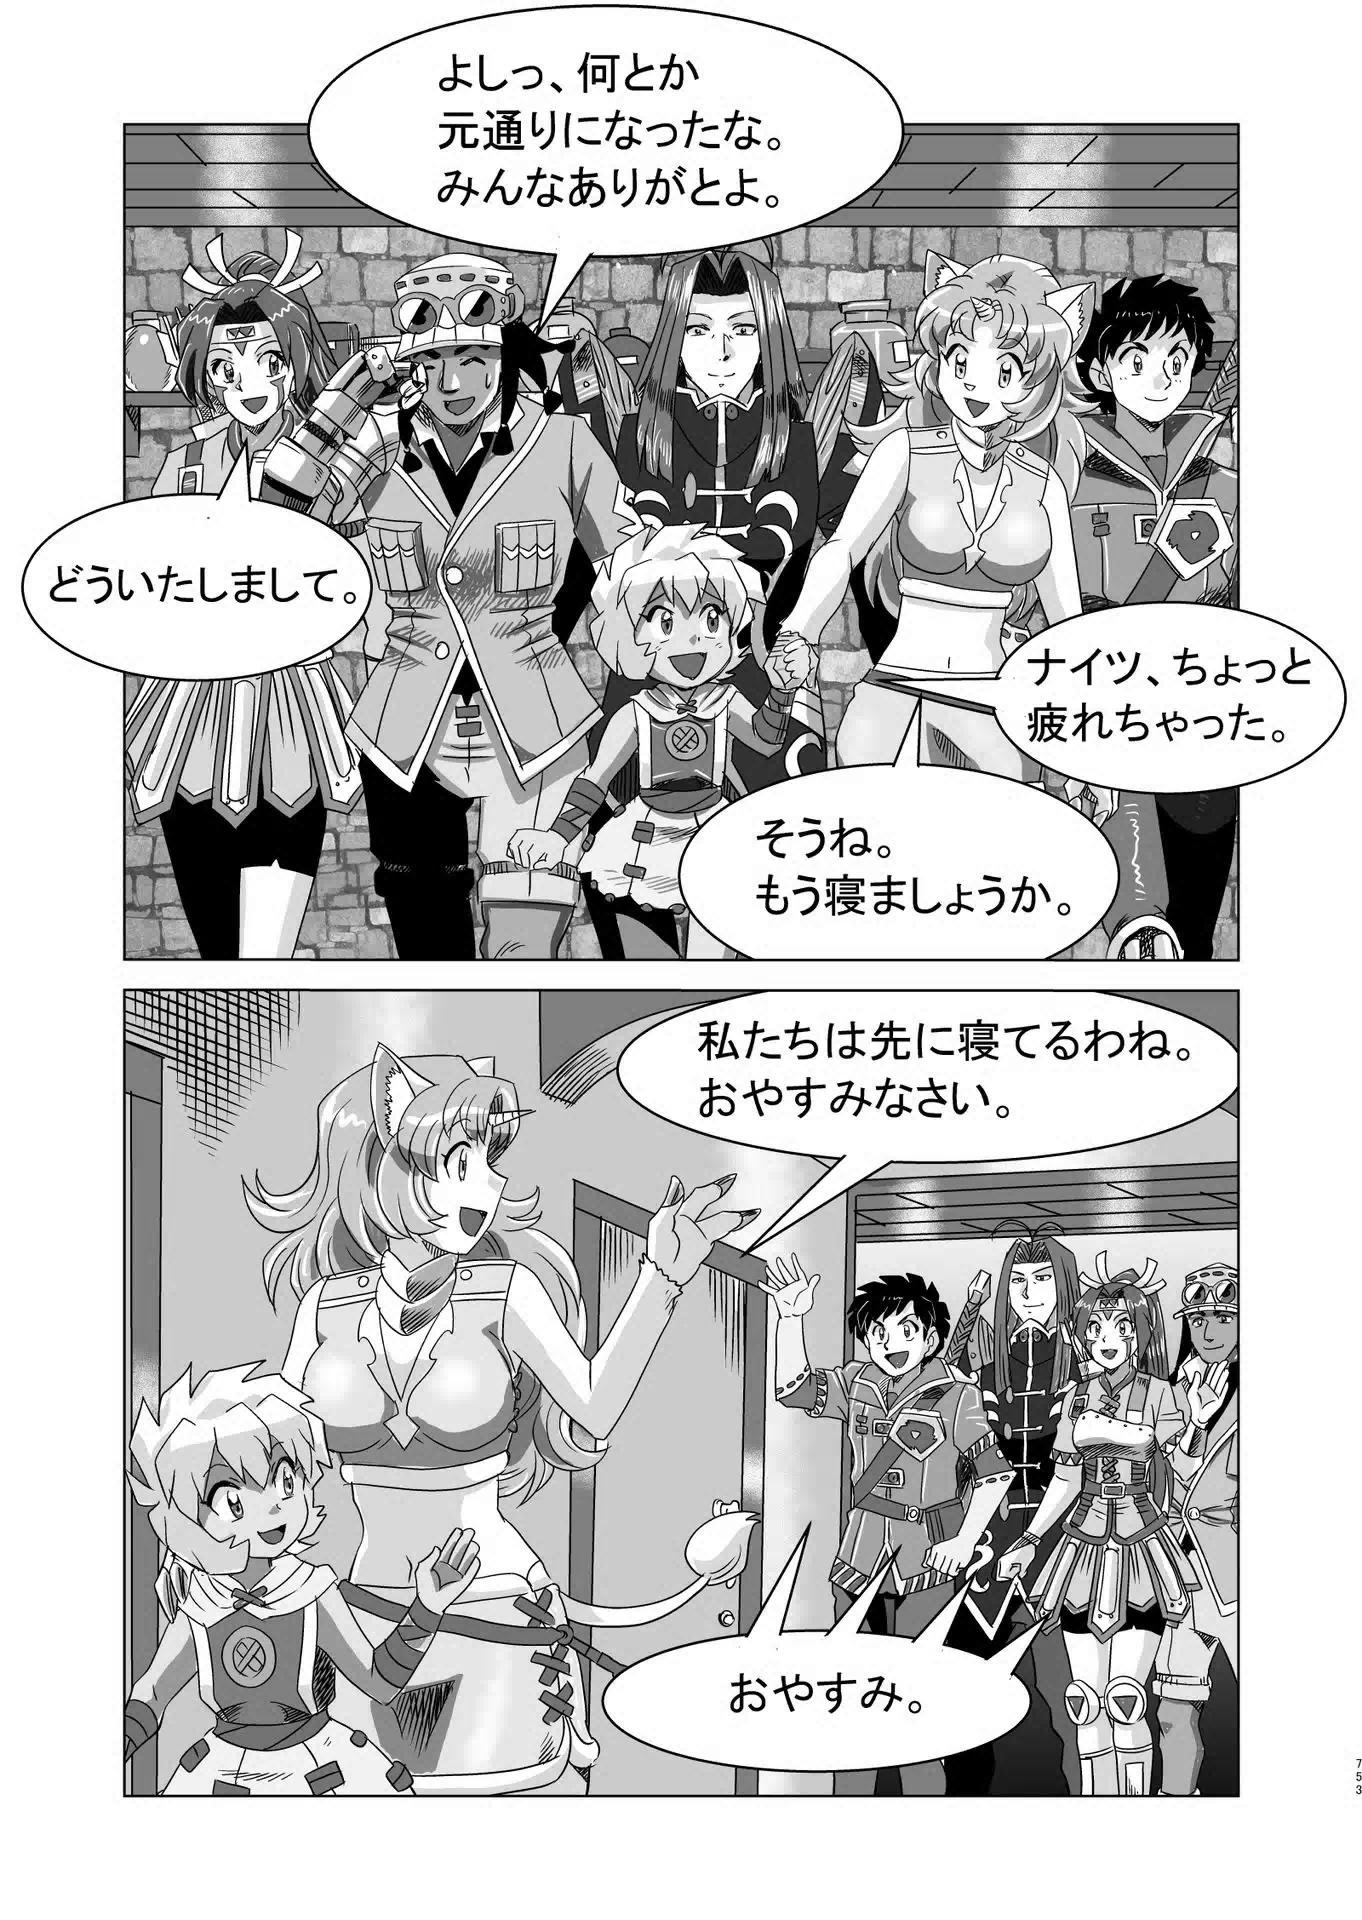 よしっ、何とか
元通りになったな。
みんなありがとよ。
どういたしまして。
ナイツ、ちょっと
疲れちゃった。
そうね。
もう寝ましょうか。
私たちは先に寝てるわね。
おやすみなさい。
おやすみ。
753